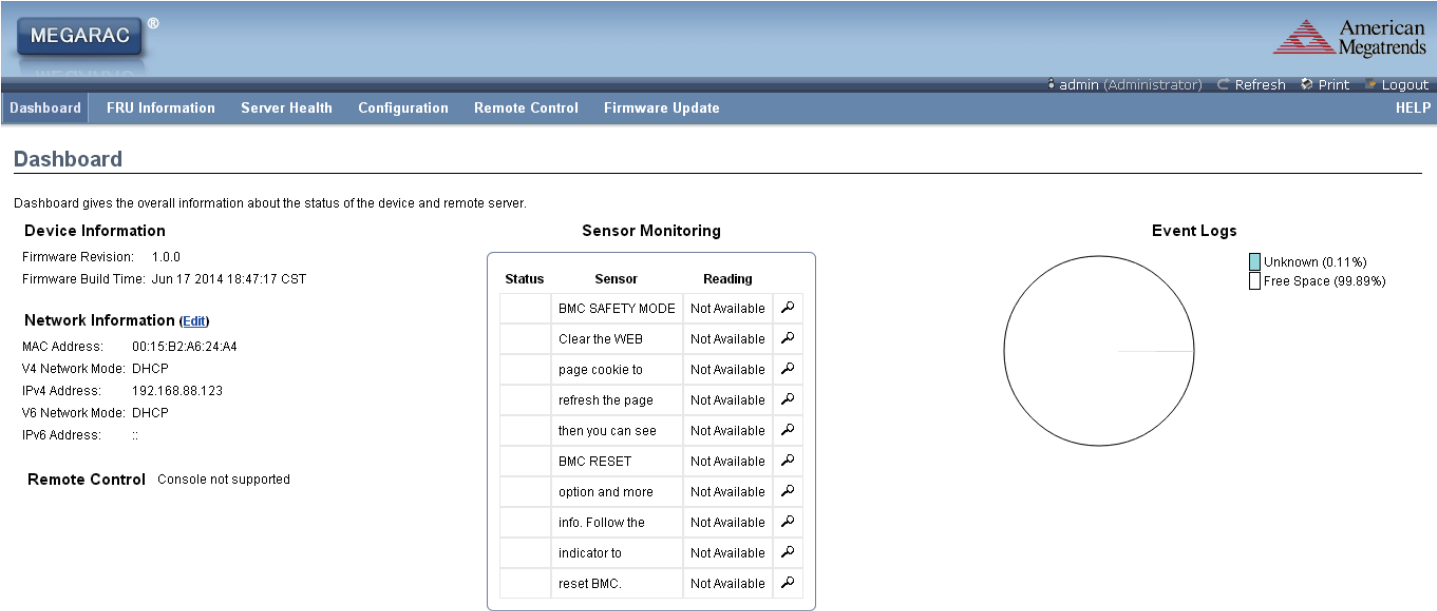 MEGARAC ®
American
Megatrends
admin (Administrator) Refresh Print Logout
Dashboard FRU Information Server Health Configuration Remote Control Firmware Update HELP
Dashboard
Dashboard gives the overall information about the status of the device and remote server.
Device Information
Firmware Revision: 1.0.0
Firmware Build Time: Jun 17 2014 18:47:17 CST
Network Information (Edit)
MAC Address: 00:15:B2:A6:24:A4
V4 Network Mode: DHCP
IPv4 Address: 192.168.88.123
V6 Network Mode: DHCP
IPv6 Address: ::
Remote Control Console not supported
Sensor Monitoring
Status Sensor Reading
BMC SAFETY MODE Not Available
Clear the WEB Not Available
page cookie to Not Available
refresh the page Not Available
then you can see Not Available
BMC RESET Not Available
option and more Not Available
info. Follow the Not Available
indicator to Not Available
reset BMC. Not Available
Event Logs
Unknown (0.11%)
Free Space (99.89%)